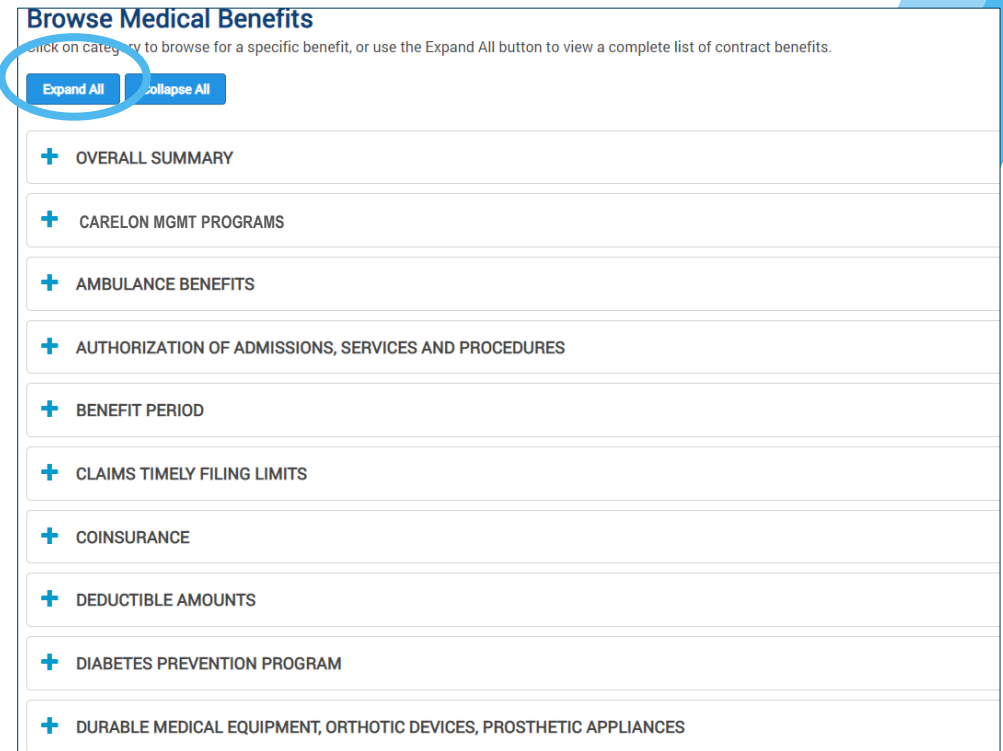 Browse Medical Benefits
Click on category to browse for a specific benefit, or use the Expand All button to view a complete list of contract benefits.
Expand All Collapse All
OVERALL SUMMARY
CARELON MGMT PROGRAMS
AMBULANCE BENEFITS
AUTHORIZATION OF ADMISSIONS, SERVICES AND PROCEDURES
BENEFIT PERIOD
CLAIMS TIMELY FILING LIMITS
COINSURANCE
DEDUCTIBLE AMOUNTS
DIABETES PREVENTION PROGRAM
DURABLE MEDICAL EQUIPMENT, ORTHOTIC DEVICES, PROSTHETIC APPLIANCES